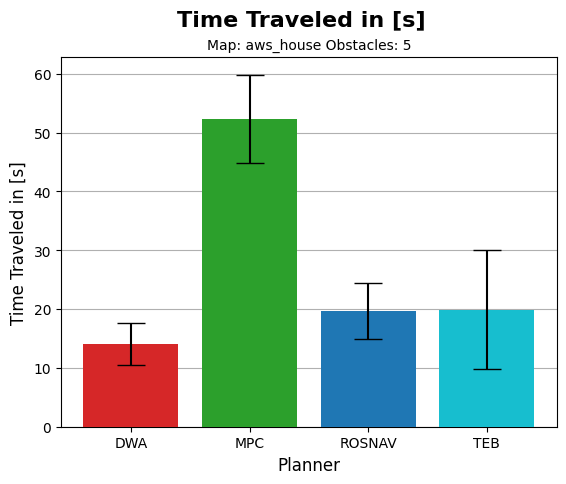 Time Traveled in [s]
Map: aws_house Obstacles: 5
Time Traveled in [s]
60
50
40
30
20
10
0
DWA MPC ROSNAV TEB
Planner